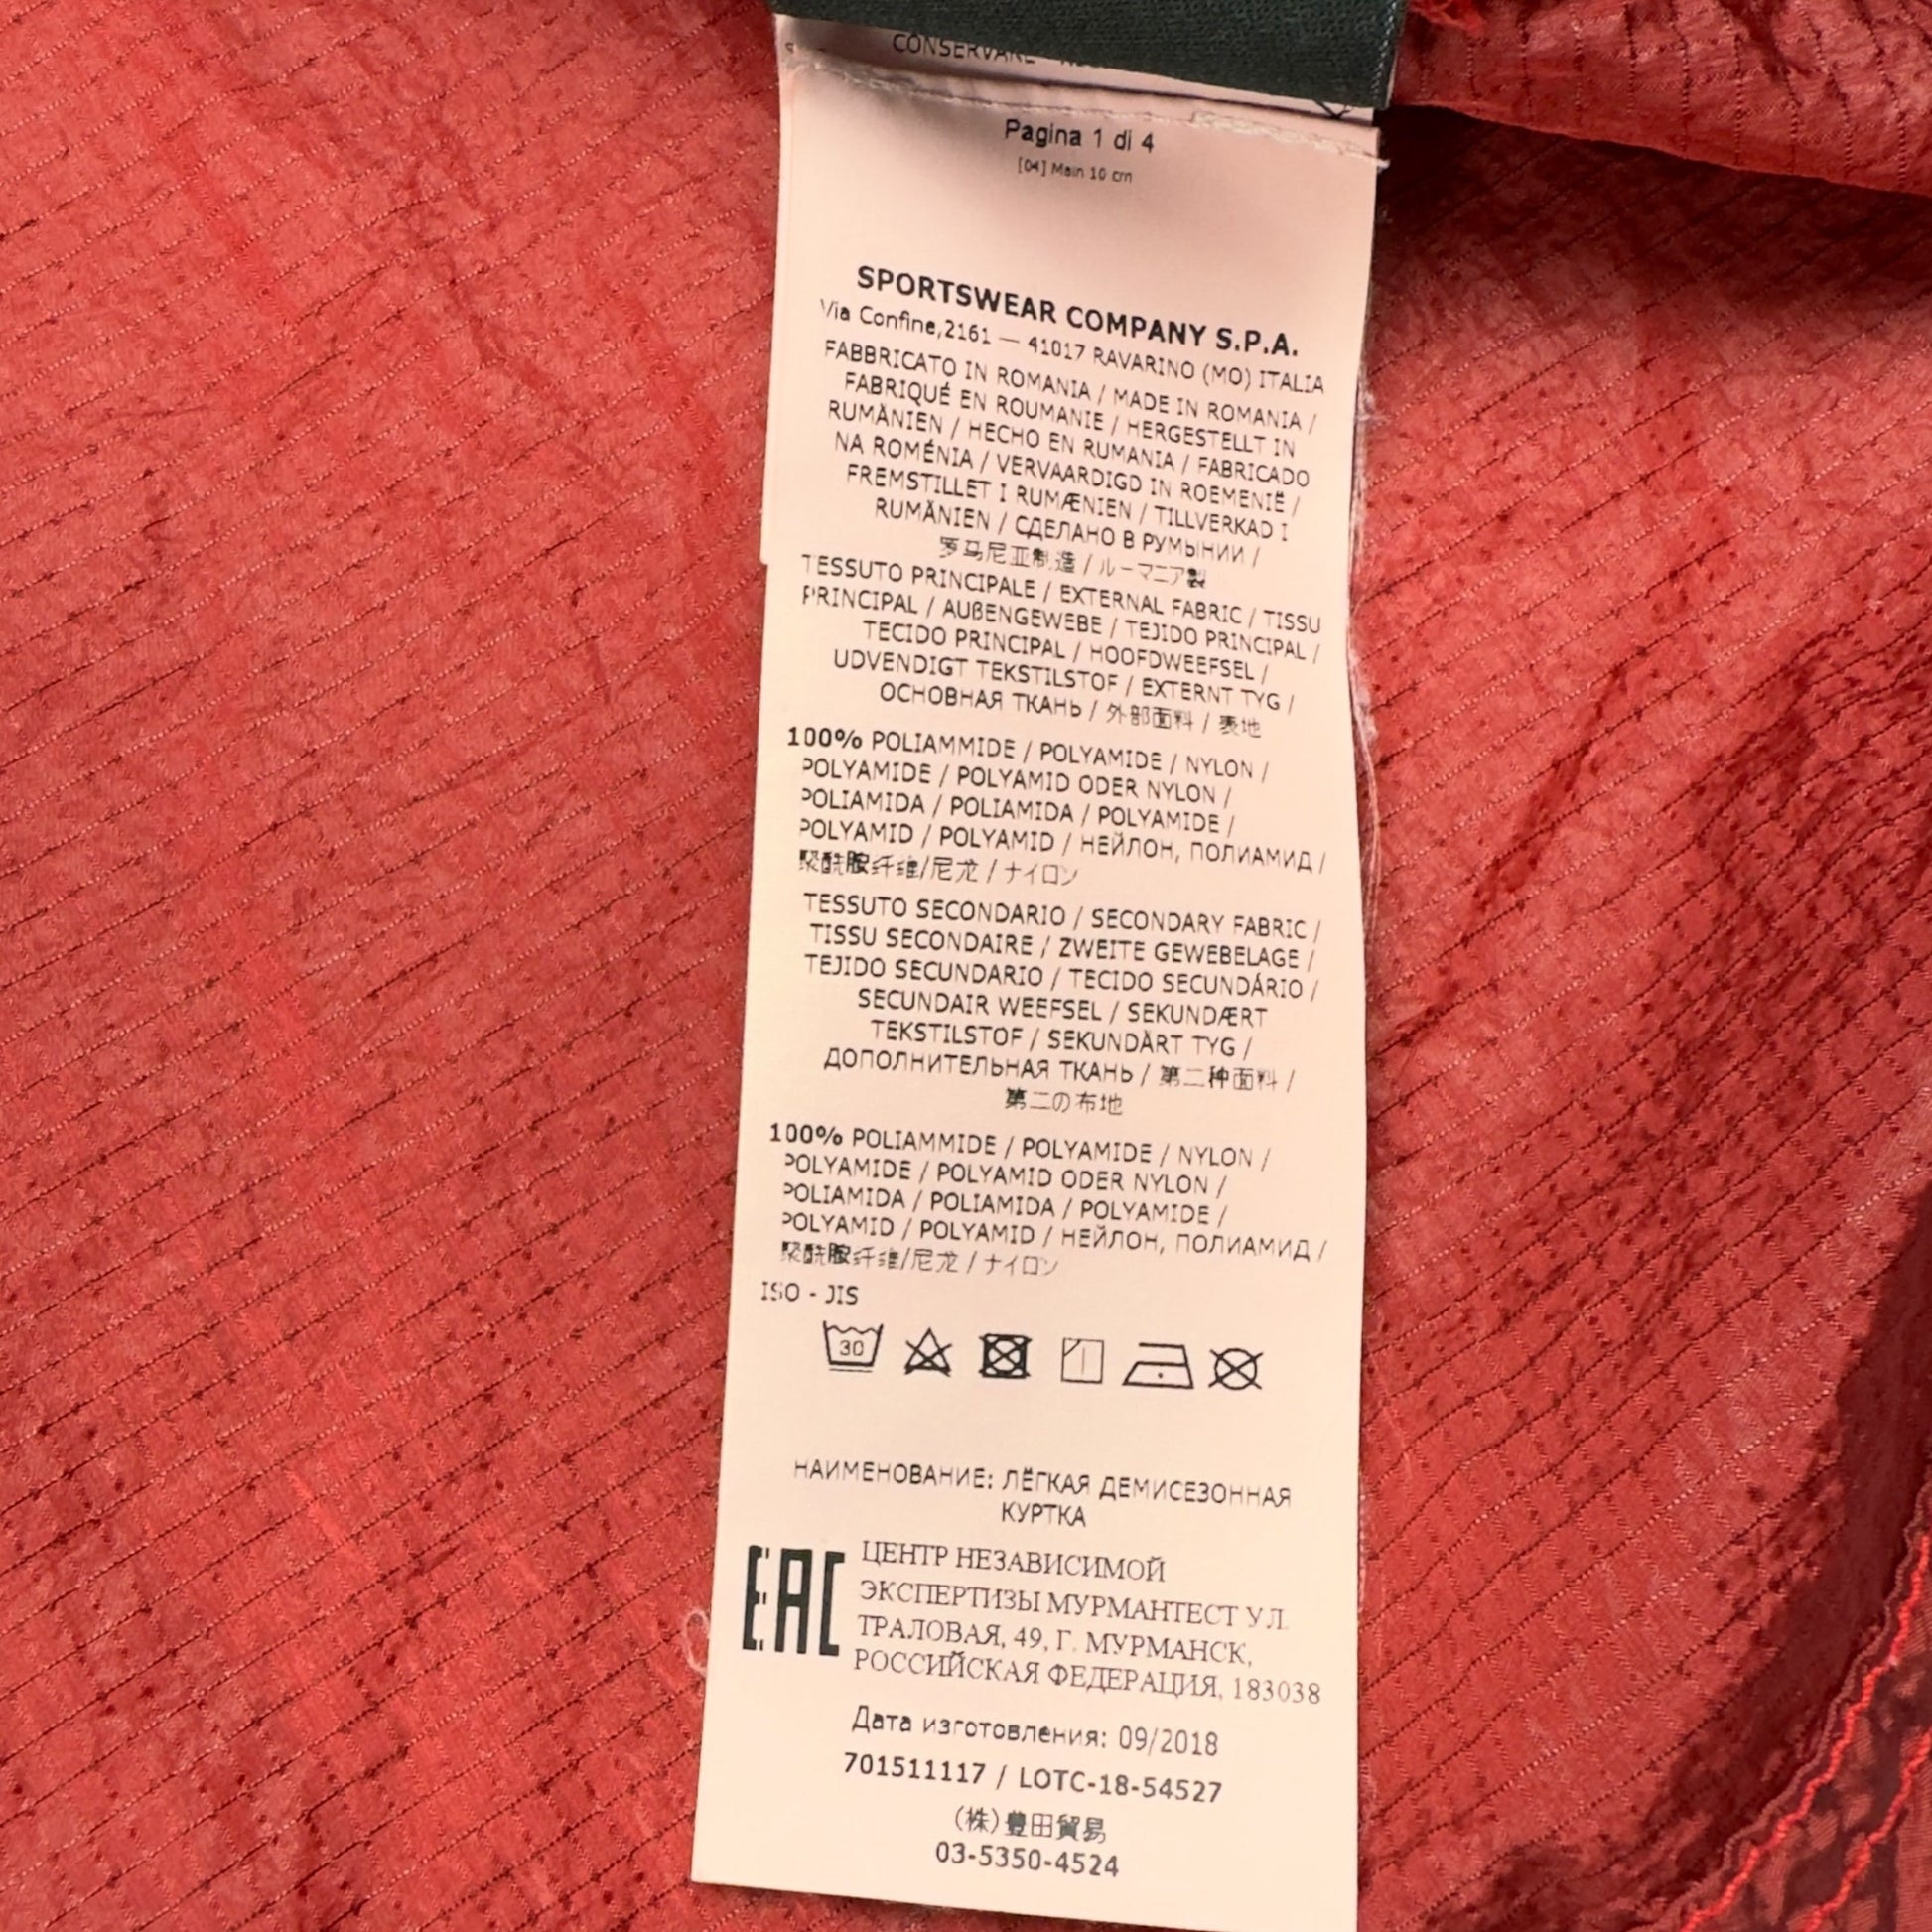 CONSERVARE
Pagina 1 di 4
[04] Main 10 cm
SPORTSWEAR COMPANY S.P.A.
Via Confine,2161 — 41017 RAVARINO (MO) ITALIA
FABBRICATO IN ROMANIA / MADE IN ROMANIA /
FABRIQUÉ EN ROUMANIE / HERGESTELLT IN
RUMÄNIEN / HECHO EN RUMANIA / FABRICADO
NA ROMÉNIA / VERVAARDIGD IN ROEMENIË /
FREMSTILLET I RUMÆNIEN / TILLVERKAD I
RUMÄNIEN / СДЕЛАНО В РУМЫНИИ /
罗马尼亚制造 / ルーマニア製
TESSUTO PRINCIPALE / EXTERNAL FABRIC / TISSU
PRINCIPAL / AUßENGEWEBE / TEJIDO PRINCIPAL /
TECIDO PRINCIPAL / HOOFDWEEFSEL /
UDVENDIGT TEKSTILSTOF / EXTERNT TYG /
ОСНОВНАЯ ТКАНЬ / 外部面料 / 表地
100% POLIAMMIDE / POLYAMIDE / NYLON /
POLYAMIDE / POLYAMID ODER NYLON /
POLIAMIDA / POLIAMIDA / POLYAMIDE /
POLYAMID / POLYAMID / НЕЙЛОН, ПОЛИАМИД /
聚酰胺纤维/尼龙 / ナイロン
TESSUTO SECONDARIO / SECONDARY FABRIC /
TISSU SECONDAIRE / ZWEITE GEWEBELAGE /
TEJIDO SECUNDARIO / TECIDO SECUNDÁRIO /
SECUNDAIR WEEFSEL / SEKUNDÆRT
TEKSTILSTOF / SEKUNDÄRT TYG /
ДОПОЛНИТЕЛЬНАЯ ТКАНЬ / 第二种面料 /
第二の布地
100% POLIAMMIDE / POLYAMIDE / NYLON /
POLYAMIDE / POLYAMID ODER NYLON /
POLIAMIDA / POLIAMIDA / POLYAMIDE /
POLYAMID / POLYAMID / НЕЙЛОН, ПОЛИАМИД /
聚酰胺纤维/尼龙 / ナイロン
ISO - JIS
30
НАИМЕНОВАНИЕ: ЛЁГКАЯ ДЕМИСЕЗОННАЯ
КУРТКА
EAC
ЦЕНТР НЕЗАВИСИМОЙ
ЭКСПЕРТИЗЫ МУРМАНТЕСТ УЛ.
ТРАЛОВАЯ, 49, Г. МУРМАНСК,
РОССИЙСКАЯ ФЕДЕРАЦИЯ, 183038
Дата изготовления: 09/2018
701511117 / LOTC-18-54527
(株)豊田貿易
03-5350-4524